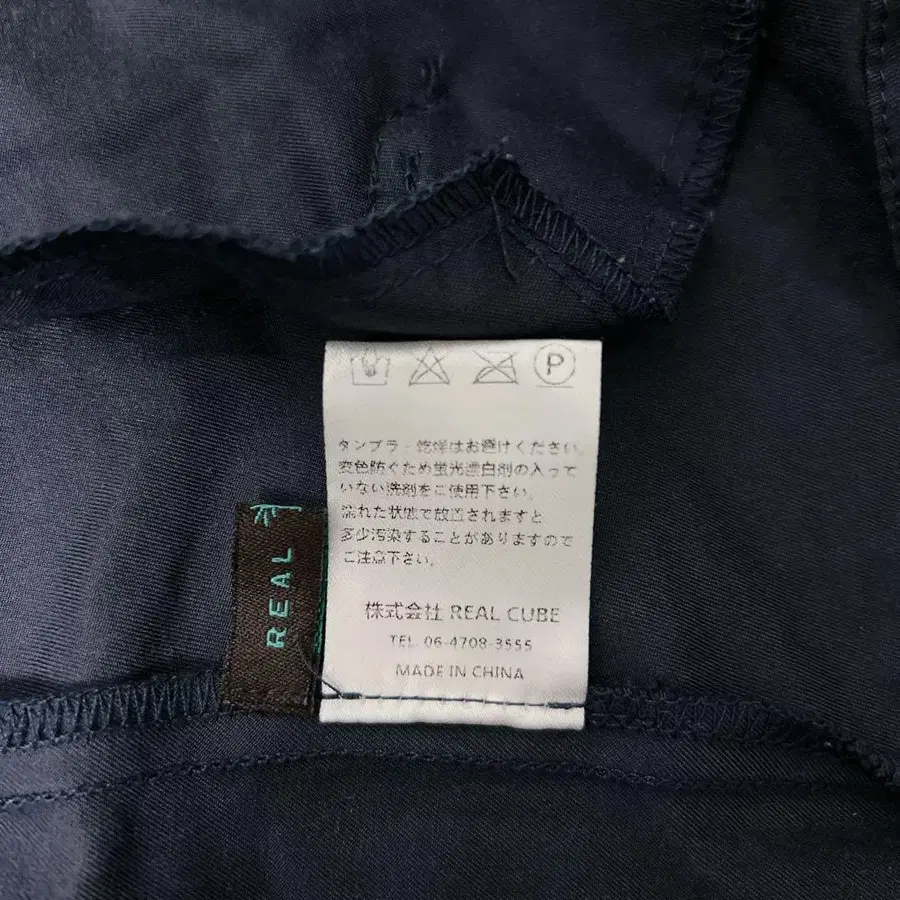 P
タンブラー乾燥はお避けください。
変色防ぐため蛍光漂白剤の入って
いない洗剤をご使用下さい。
濡れた状態で放置されますと
多少汚染することがありますので
ご注意下さい。
株式会社 REAL CUBE
TEL. 06-4708-3555
MADE IN CHINA
REAL